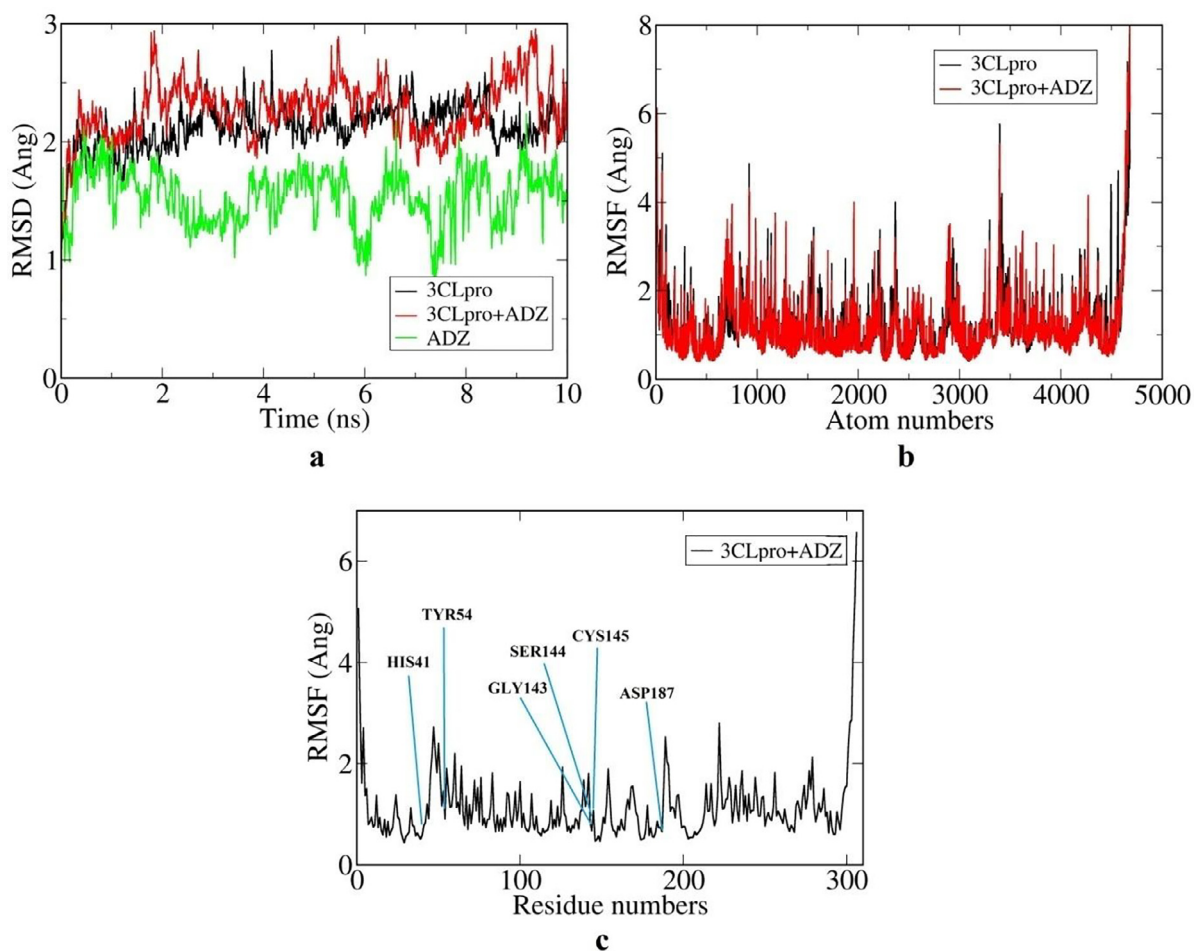 3
2
1
0
RMSD (Ang)
3CLpro
3CLpro+ADZ
ADZ
0 2 4 6 8 10
Time (ns)
a
8
6
4
2
0
RMSF (Ang)
3CLpro
3CLpro+ADZ
0 1000 2000 3000 4000 5000
Atom numbers
b
6
4
2
0
RMSF (Ang)
3CLpro+ADZ
TYR54
HIS41
CYS145
SER144
GLY143
ASP187
0 100 200 300
Residue numbers
c